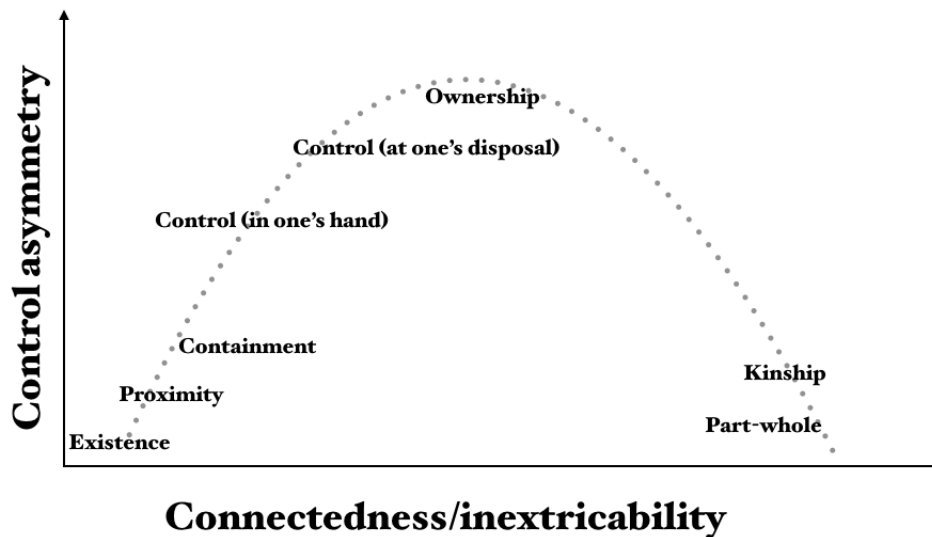 Control asymmetry
Ownership
Control (at one's disposal)
Control (in one's hand)
Containment
Kinship
Proximity
Part-whole
Existence
Connectedness/inextricability